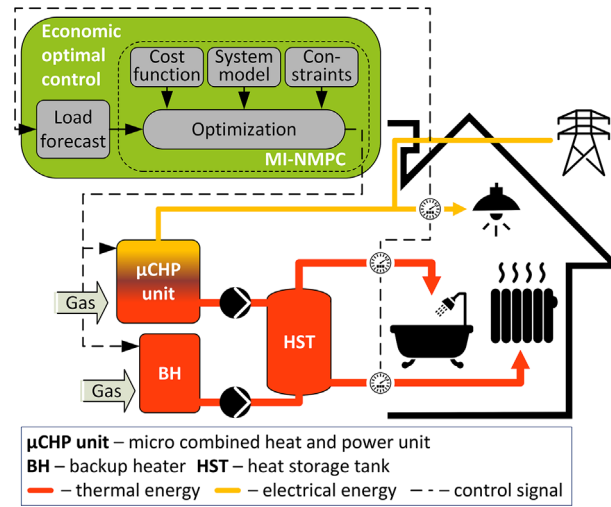 Economic
optimal
control
Cost
function
System
model
Con-
straints
Load
forecast
Optimization
MI-NMPC
µCHP
unit
Gas
HST
BH
Gas
µCHP unit – micro combined heat and power unit
BH – backup heater HST – heat storage tank
– thermal energy – electrical energy – control signal